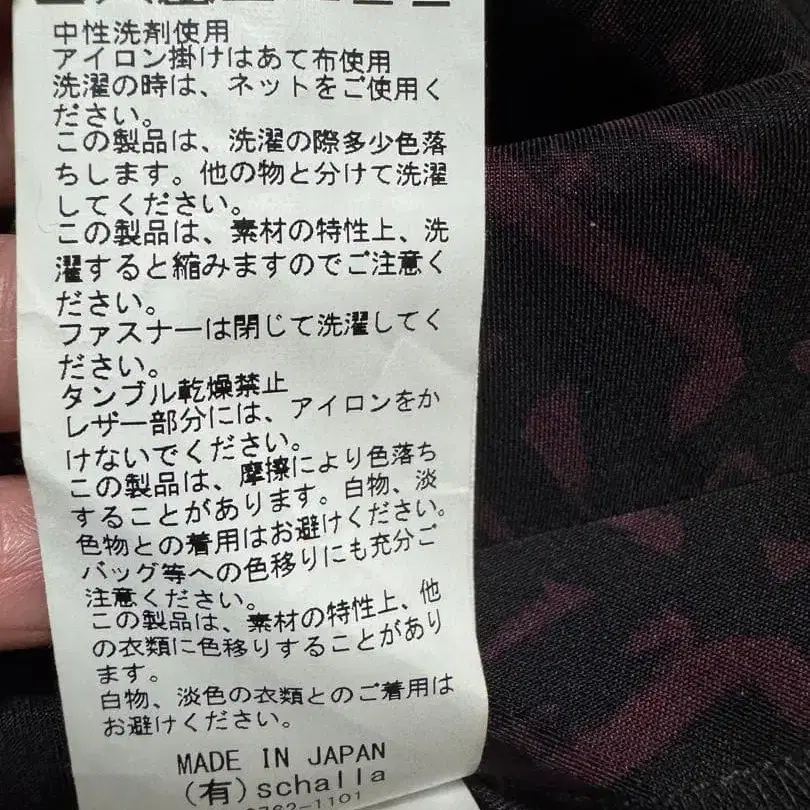 中性洗剤使用
アイロン掛けはあて布使用
洗濯の時は、ネットをご使用く
ださい。
この製品は、洗濯の際多少色落
ちします。他の物と分けて洗濯
してください。
この製品は、素材の特性上、洗
濯すると縮みますのでご注意く
ださい。
ファスナーは閉じて洗濯してく
ださい。
タンブル乾燥禁止
レザー部分には、アイロンをか
けないでください。
この製品は、摩擦により色落ち
することがあります。白物、淡
色物との着用はお避けください。
バッグ等への色移りにも充分ご
注意ください。
この製品は、素材の特性上、他
の衣類に色移りすることがあり
ます。
白物、淡色の衣類とのご着用は
お避けください。
MADE IN JAPAN
(有)schalla